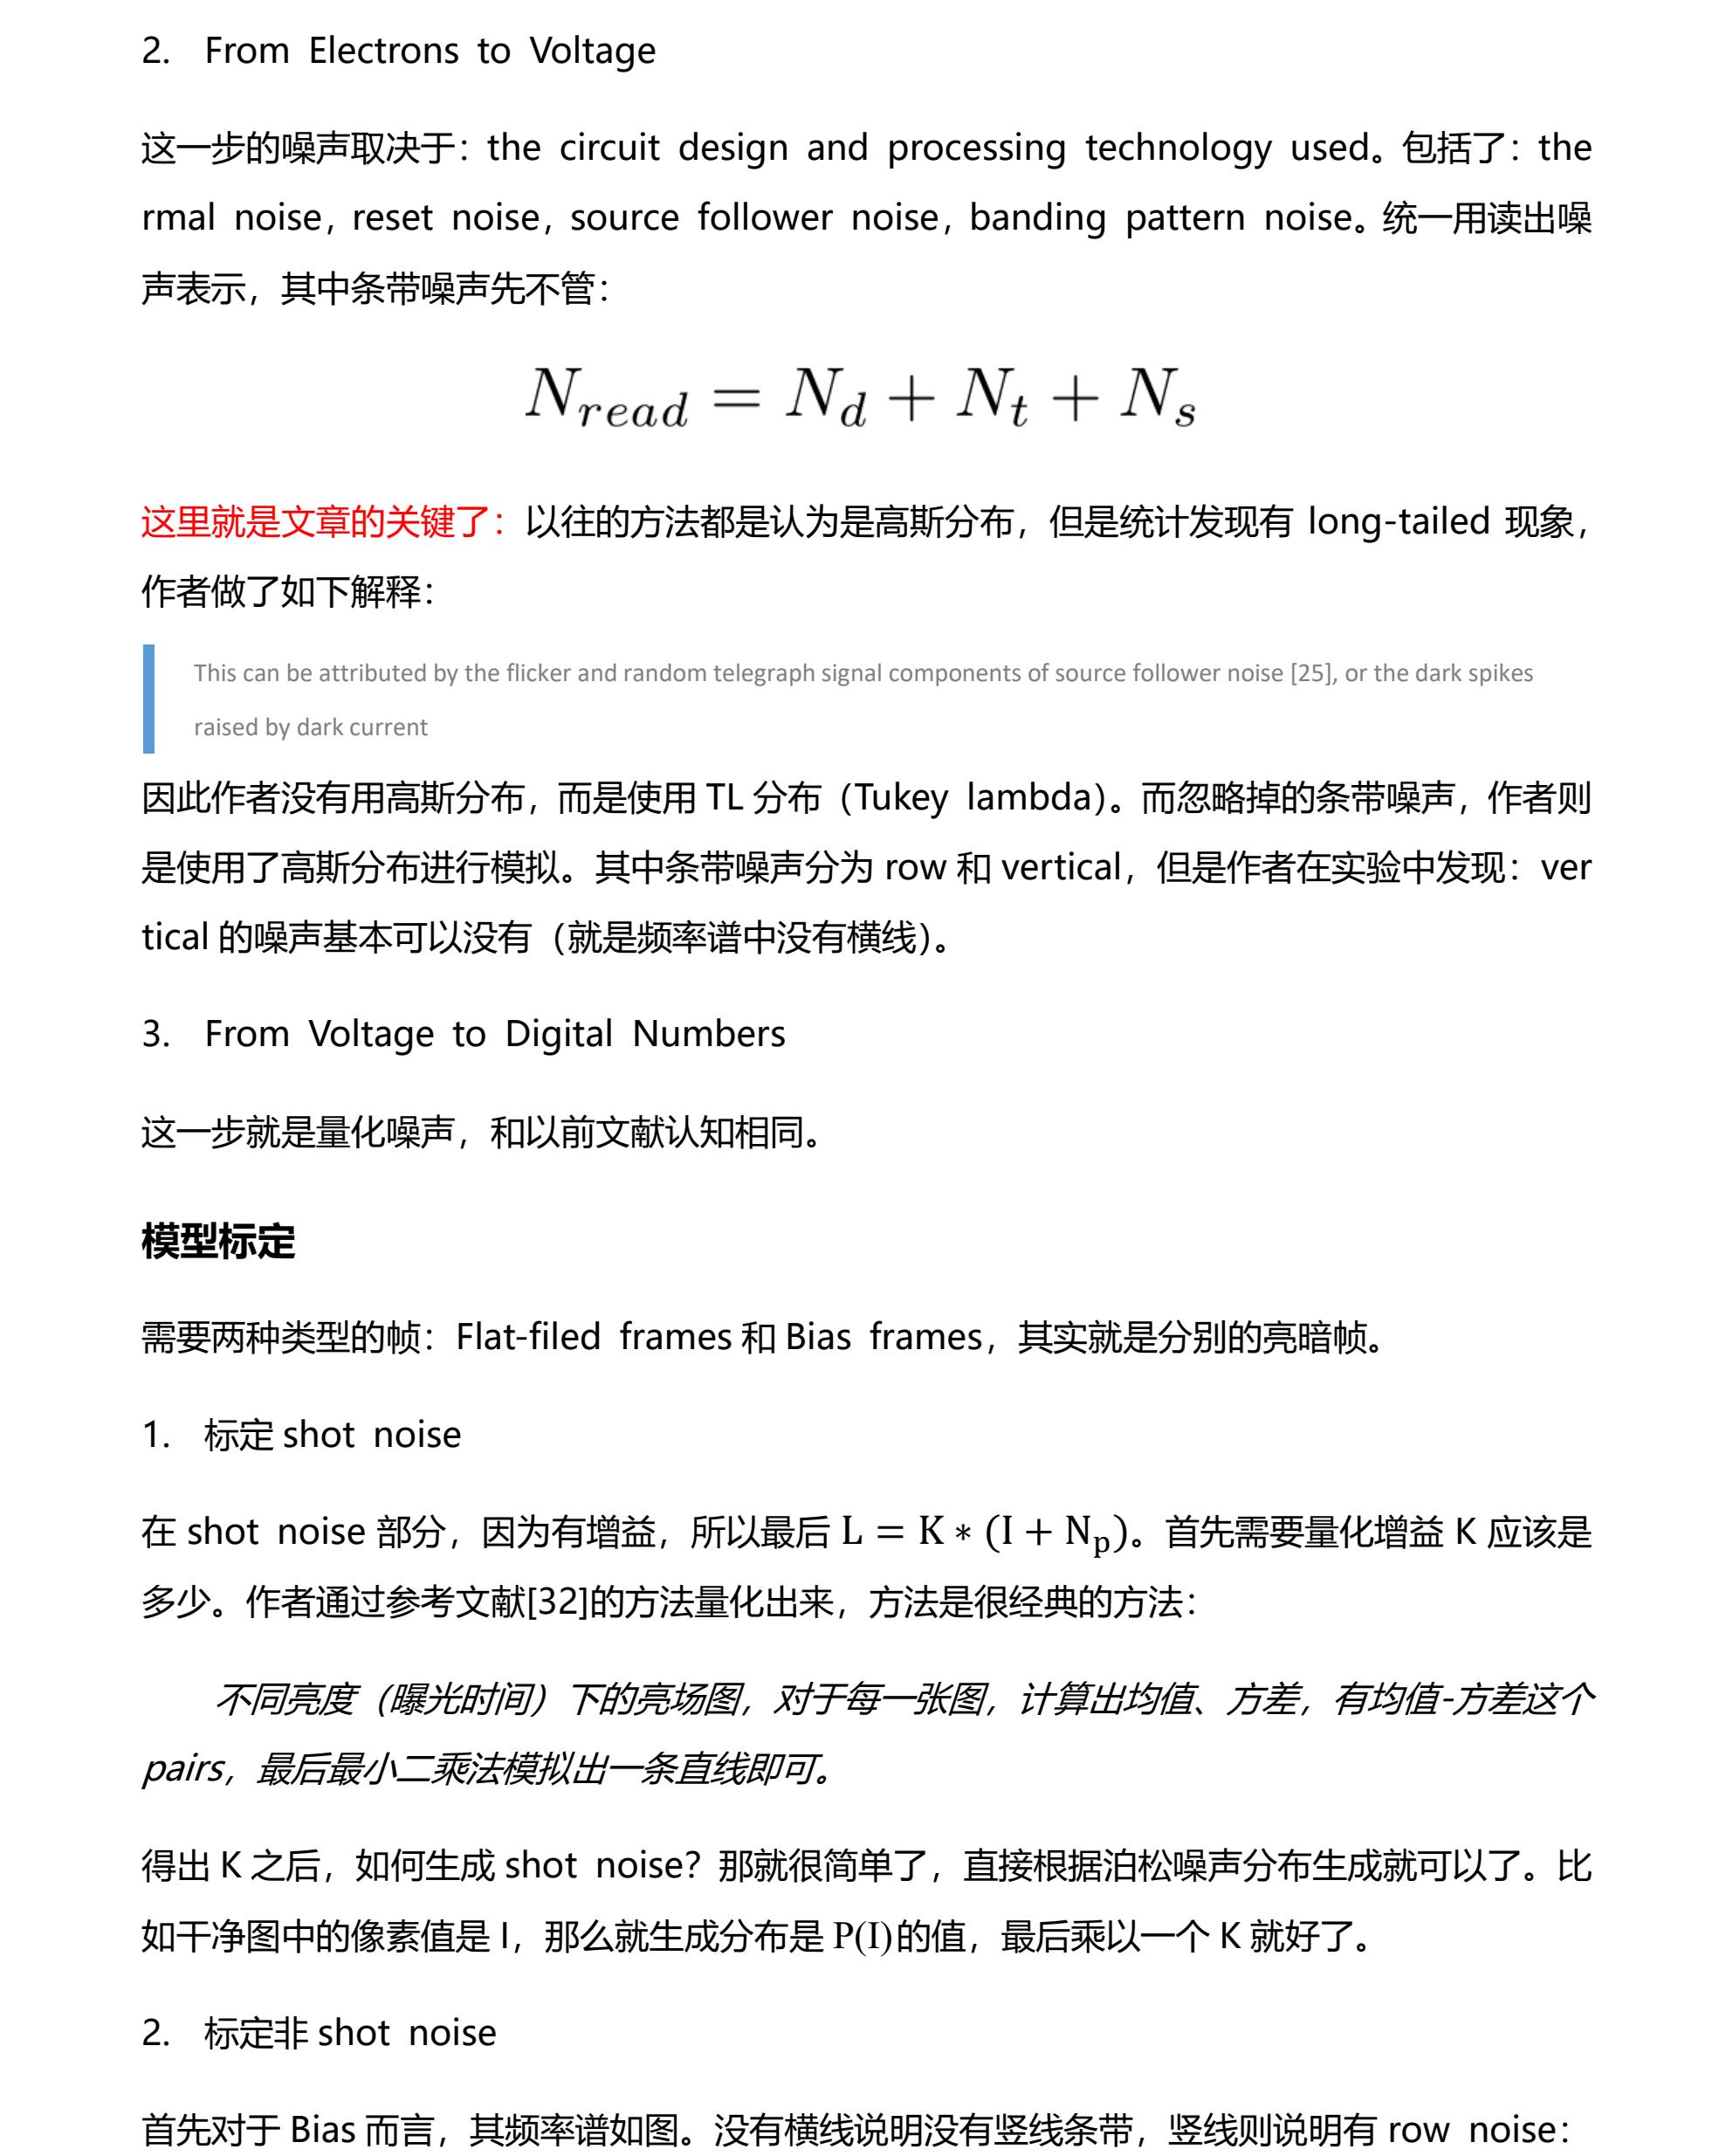 2. From Electrons to Voltage
这一步的噪声取决于：the circuit design and processing technology used。包括了：the
rmal noise，reset noise，source follower noise，banding pattern noise。统一用读出噪
声表示，其中条带噪声先不管：
N_{read} = N_d + N_t + N_s
这里就是文章的关键了：以往的方法都是认为是高斯分布，但是统计发现有 long-tailed 现象，
作者做了如下解释：
This can be attributed by the flicker and random telegraph signal components of source follower noise [25], or the dark spikes
raised by dark current
因此作者没有用高斯分布，而是使用 TL 分布（Tukey lambda）。而忽略掉的条带噪声，作者则
是使用了高斯分布进行模拟。其中条带噪声分为 row 和 vertical，但是作者在实验中发现：ver
tical 的噪声基本可以没有（就是频率谱中没有横线）。
3. From Voltage to Digital Numbers
这一步就是量化噪声，和以前文献认知相同。
模型标定
需要两种类型的帧：Flat-filed frames 和 Bias frames，其实就是分别的亮暗帧。
1. 标定 shot noise
在 shot noise 部分，因为有增益，所以最后 L = K ∗ (I + N_p)。首先需要量化增益 K 应该是
多少。作者通过参考文献[32]的方法量化出来，方法是很经典的方法：
不同亮度（曝光时间）下的亮场图，对于每一张图，计算出均值、方差，有均值-方差这个
pairs，最后最小二乘法模拟出一条直线即可。
得出 K 之后，如何生成 shot noise？那就很简单了，直接根据泊松噪声分布生成就可以了。比
如干净图中的像素值是 I，那么就生成分布是 P(I)的值，最后乘以一个 K 就好了。
2. 标定非 shot noise
首先对于 Bias 而言，其频率谱如图。没有横线说明没有竖线条带，竖线则说明有 row noise：